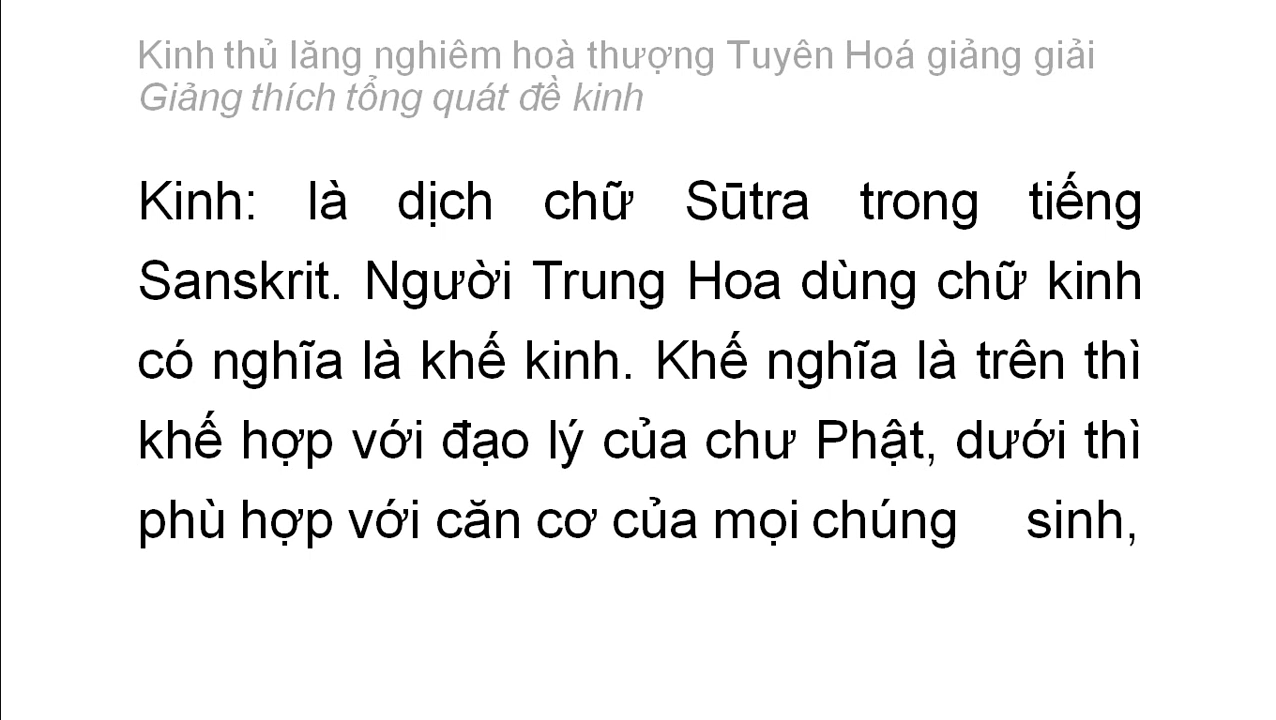 Kinh thủ lăng nghiêm hoà thượng Tuyên Hoá giảng giải
Giảng thích tổng quát đề kinh
Kinh: là dịch chữ Sūtra trong tiếng
Sanskrit. Người Trung Hoa dùng chữ kinh
có nghĩa là khế kinh. Khế nghĩa là trên thì
khế hợp với đạo lý của chư Phật, dưới thì
phù hợp với căn cơ của mọi chúng sinh,